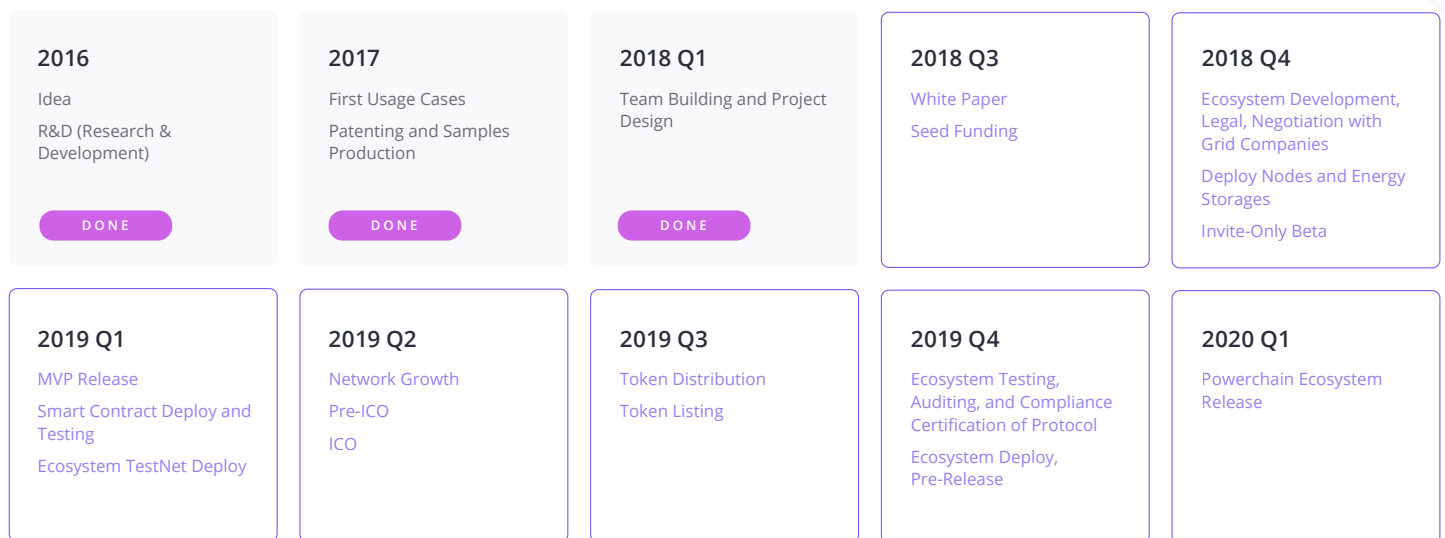 2016
Idea
R&D (Research &
Development)
DONE
2017
First Usage Cases
Patenting and Samples
Production
DONE
2018 Q1
Team Building and Project
Design
DONE
2018 Q3
White Paper
Seed Funding
2018 Q4
Ecosystem Development,
Legal, Negotiation with
Grid Companies
Deploy Nodes and Energy
Storages
Invite-Only Beta
2019 Q1
MVP Release
Smart Contract Deploy and
Testing
Ecosystem TestNet Deploy
2019 Q2
Network Growth
Pre-ICO
ICO
2019 Q3
Token Distribution
Token Listing
2019 Q4
Ecosystem Testing,
Auditing, and Compliance
Certification of Protocol
Ecosystem Deploy,
Pre-Release
2020 Q1
Powerchain Ecosystem
Release